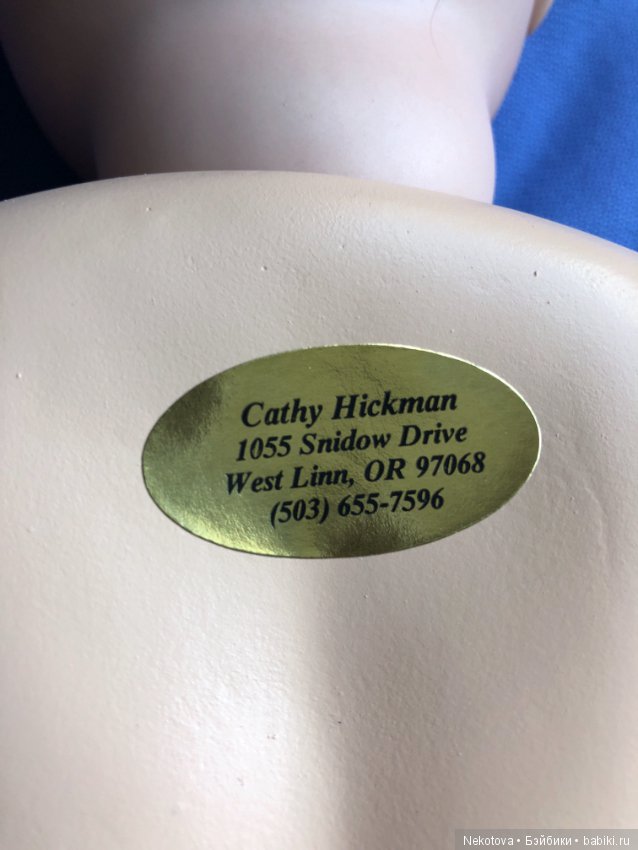 Cathy Hickman
1055 Snidow Drive
West Linn, OR 97068
(503) 655-7596
Nekotova • Бэйбики • babiki.ru